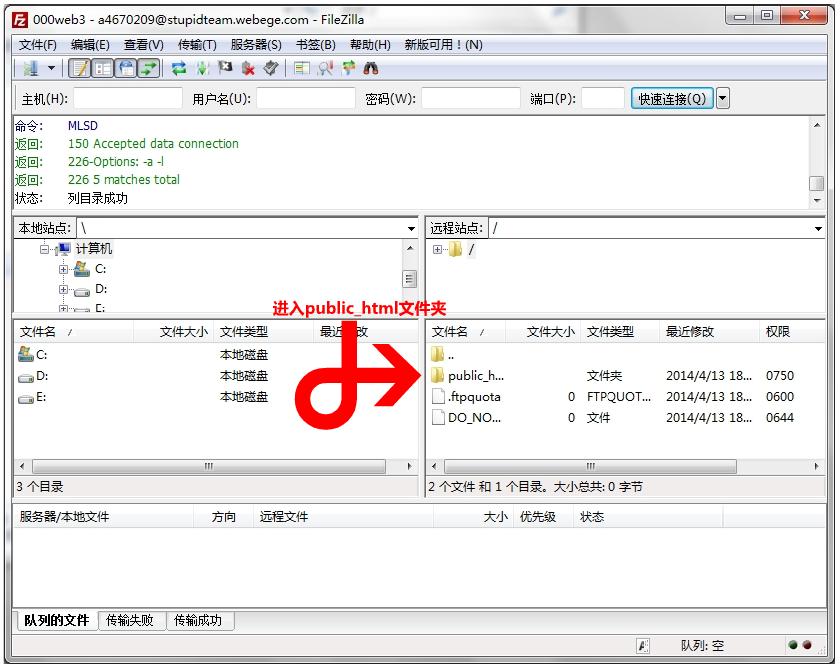 000web3 - a4670209@stupidteam.webege.com - FileZilla
文件(F) 编辑(E) 查看(V) 传输(T) 服务器(S) 书签(B) 帮助(H) 新版可用！(N)
主机(H): 用户名(U): 密码(W): 端口(P): 快速连接(Q)
命令: MLSD
返回: 150 Accepted data connection
返回: 226-Options: -a -l
返回: 226 5 matches total
状态: 列目录成功
本地站点: \
计算机
C:
D:
E:
远程站点: /
/
进入public_html文件夹
文件名 / 文件大小 文件类型 最近修改
C: 本地磁盘
D: 本地磁盘
E: 本地磁盘
3 个目录
文件名 / 文件大小 文件类型 最近修改 权限
..
public_h... 文件夹 2014/4/13 18... 0750
.ftpquota 0 FTPQUOT... 2014/4/13 18... 0600
DO_NO... 0 文件 2014/4/13 18... 0644
2 个文件 和 1 个目录。大小总共: 0 字节
服务器/本地文件 方向 远程文件 大小 优先级 状态
队列的文件 传输失败 传输成功
队列: 空